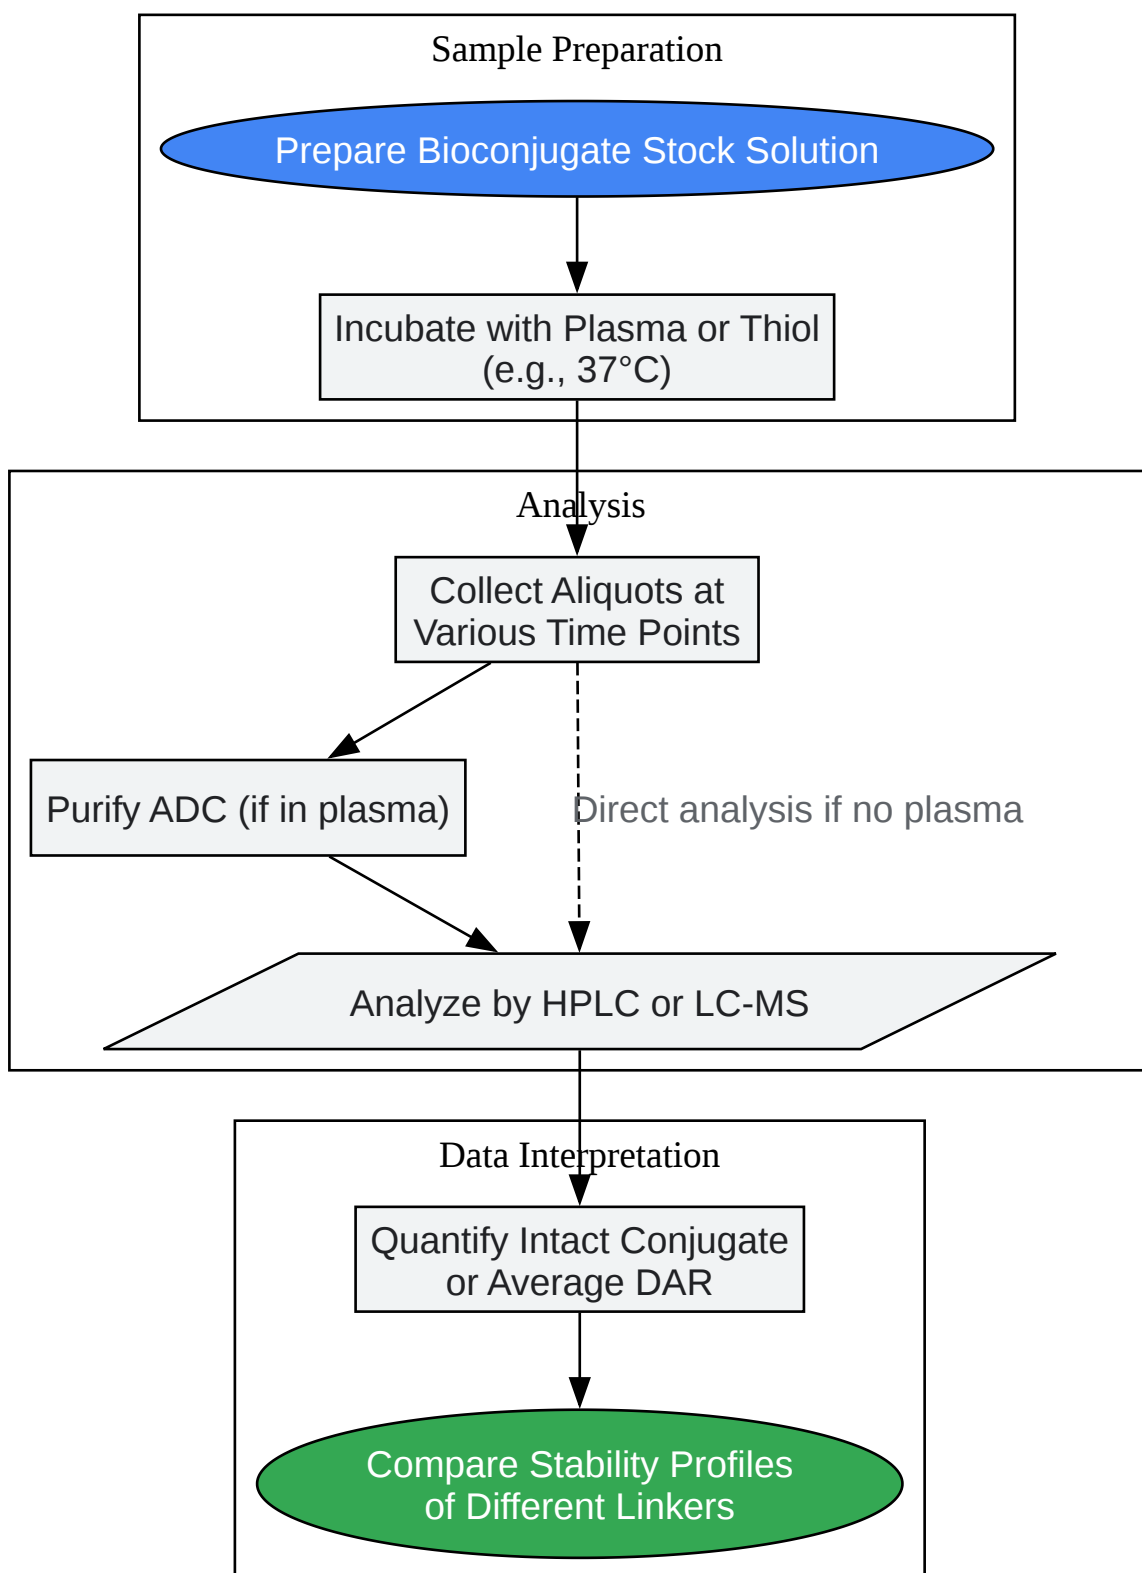 Sample Preparation
Prepare Bioconjugate Stock Solution
Incubate with Plasma or Thiol
(e.g., 37°C)
Analysis
Collect Aliquots at
Various Time Points
Purify ADC (if in plasma)
Direct analysis if no plasma
Analyze by HPLC or LC-MS
Data Interpretation
Quantify Intact Conjugate
or Average DAR
Compare Stability Profiles
of Different Linkers